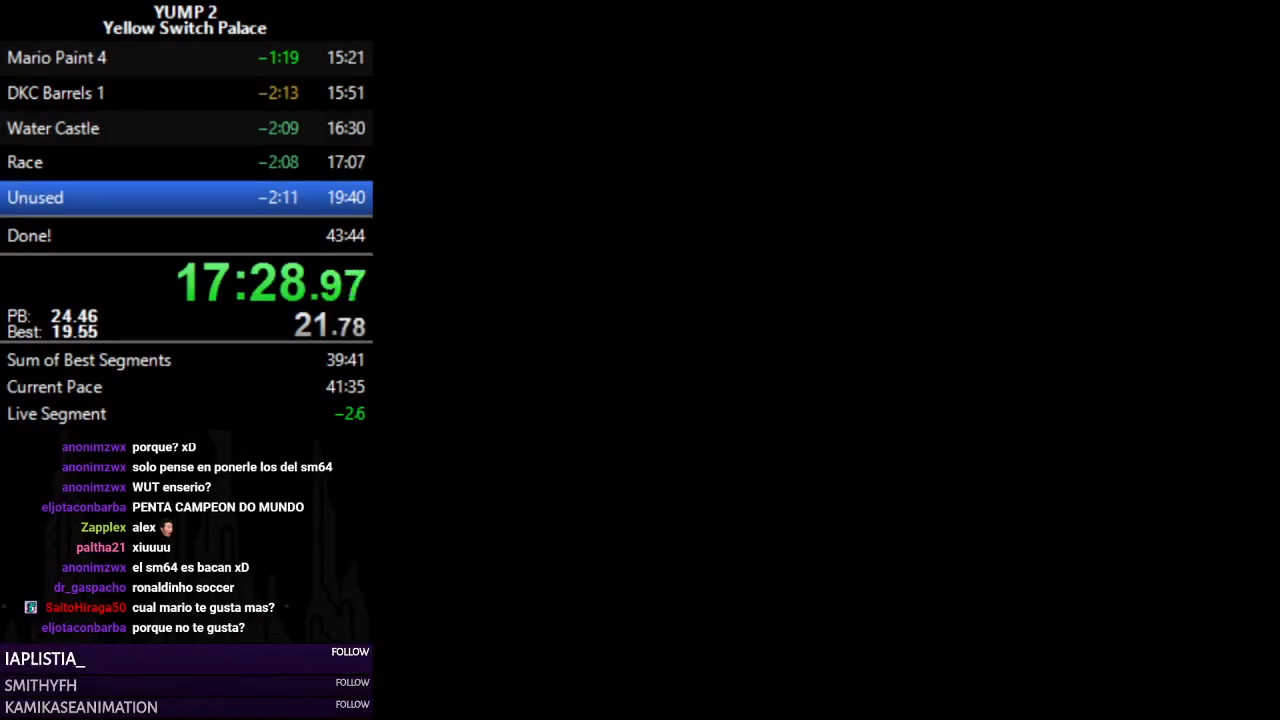 YUMP 2
Yellow Switch Palace
Mario Paint 4 −1:19 15:21
DKC Barrels 1 −2:13 15:51
Water Castle −2:09 16:30
Race −2:08 17:07
Unused −2:11 19:40
Done! 43:44
17:28.97
PB: 24.46
Best: 19.55
21.78
Sum of Best Segments 39:41
Current Pace 41:35
Live Segment −2.6
anonimzwx porque? xD
anonimzwx solo pense en ponerle los del sm64
anonimzwx WUT enserio?
eljotaconbarba PENTA CAMPEON DO MUNDO
Zapplex alex
paltha21 xiuuuu
anonimzwx el sm64 es bacan xD
dr_gaspacho ronaldinho soccer
SaitoHiraga50 cual mario te gusta mas?
eljotaconbarba porque no te gusta?
IAPLISTIA_ FOLLOW
SMITHYFH FOLLOW
KAMIKASEANIMATION FOLLOW